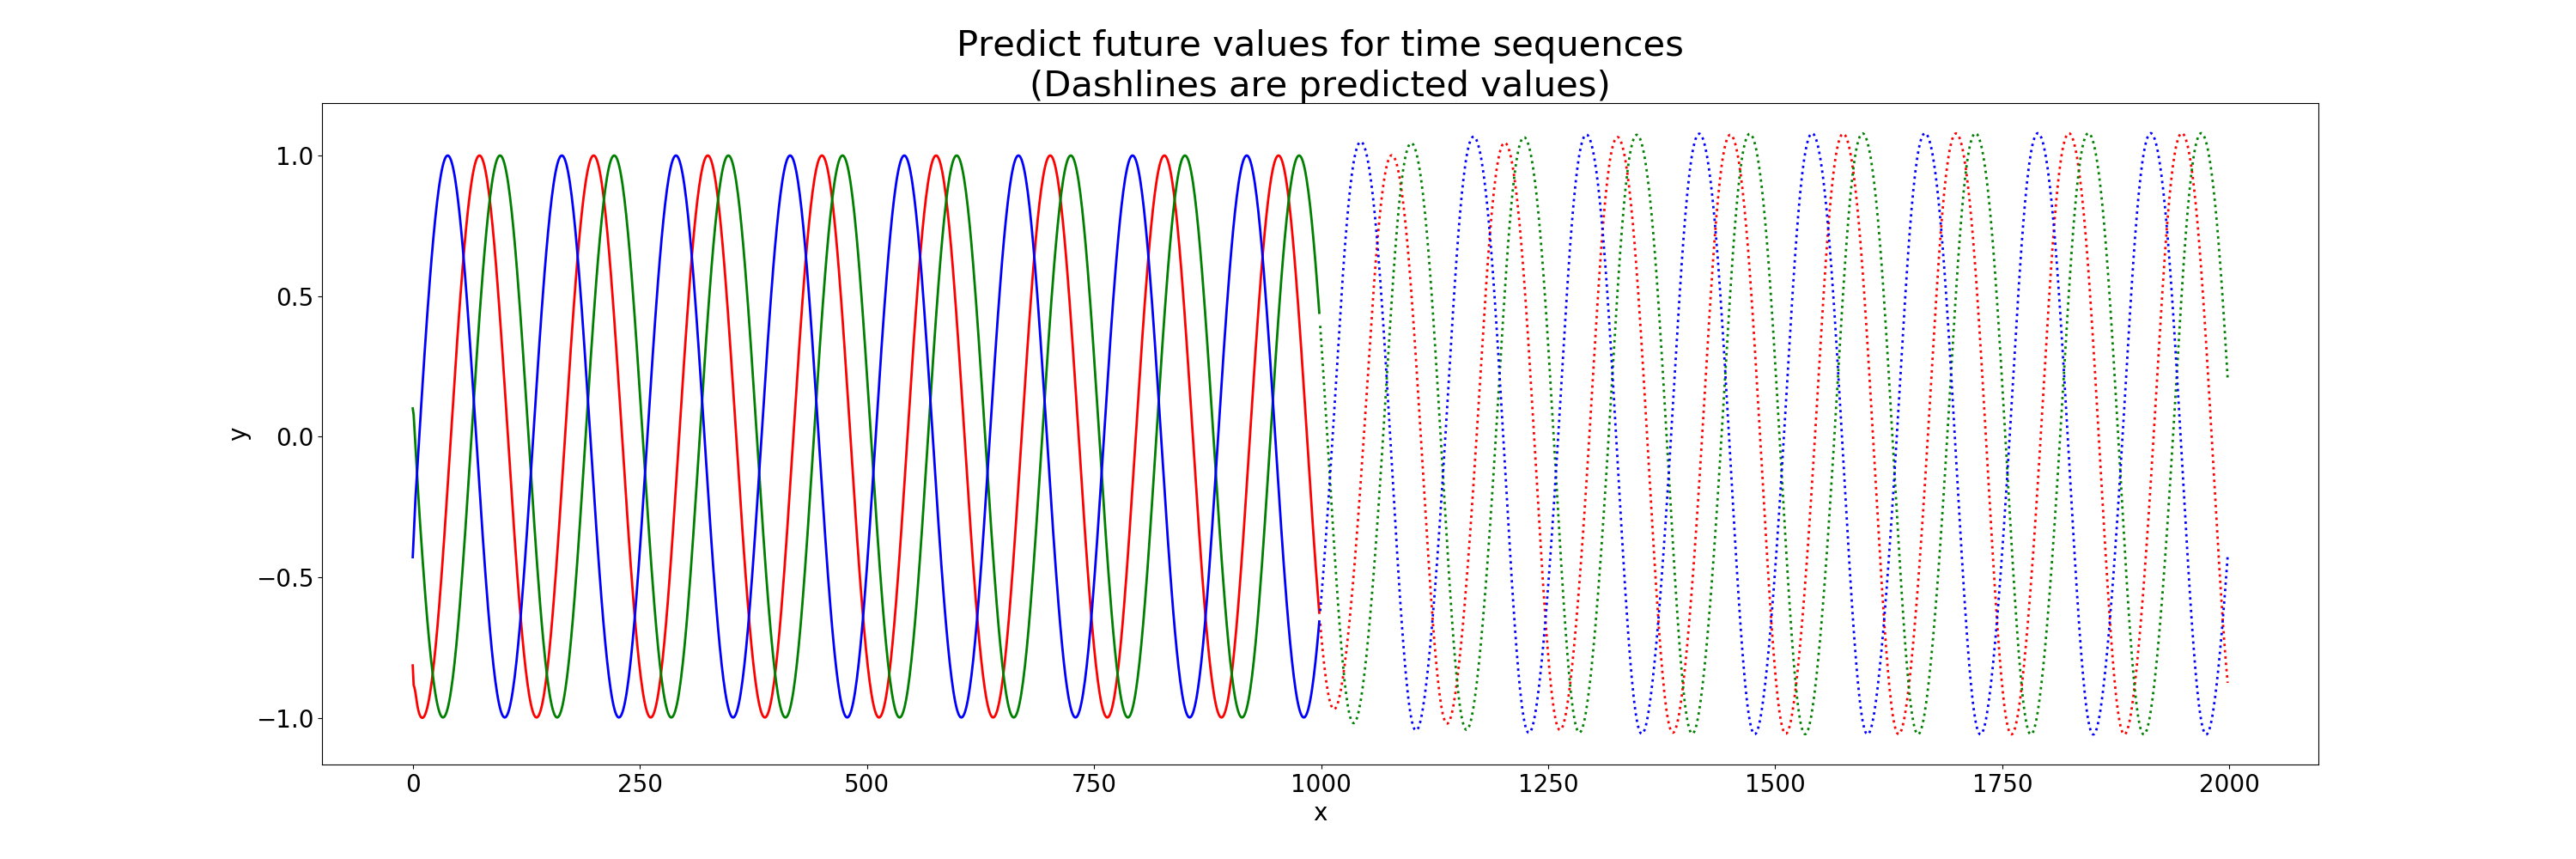 Predict future values for time sequences
(Dashlines are predicted values)
1.0
0.5
0.0
−0.5
−1.0
y
0 250 500 750 1000 1250 1500 1750 2000
x